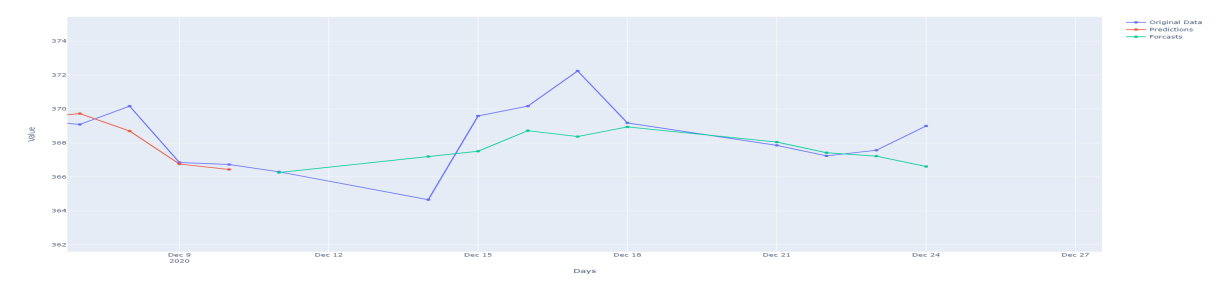 Original Data
Predictions
Forcasts
374
372
370
368
366
364
362
Value
Dec 9
2020
Dec 12
Dec 15
Dec 18
Dec 21
Dec 24
Dec 27
Days